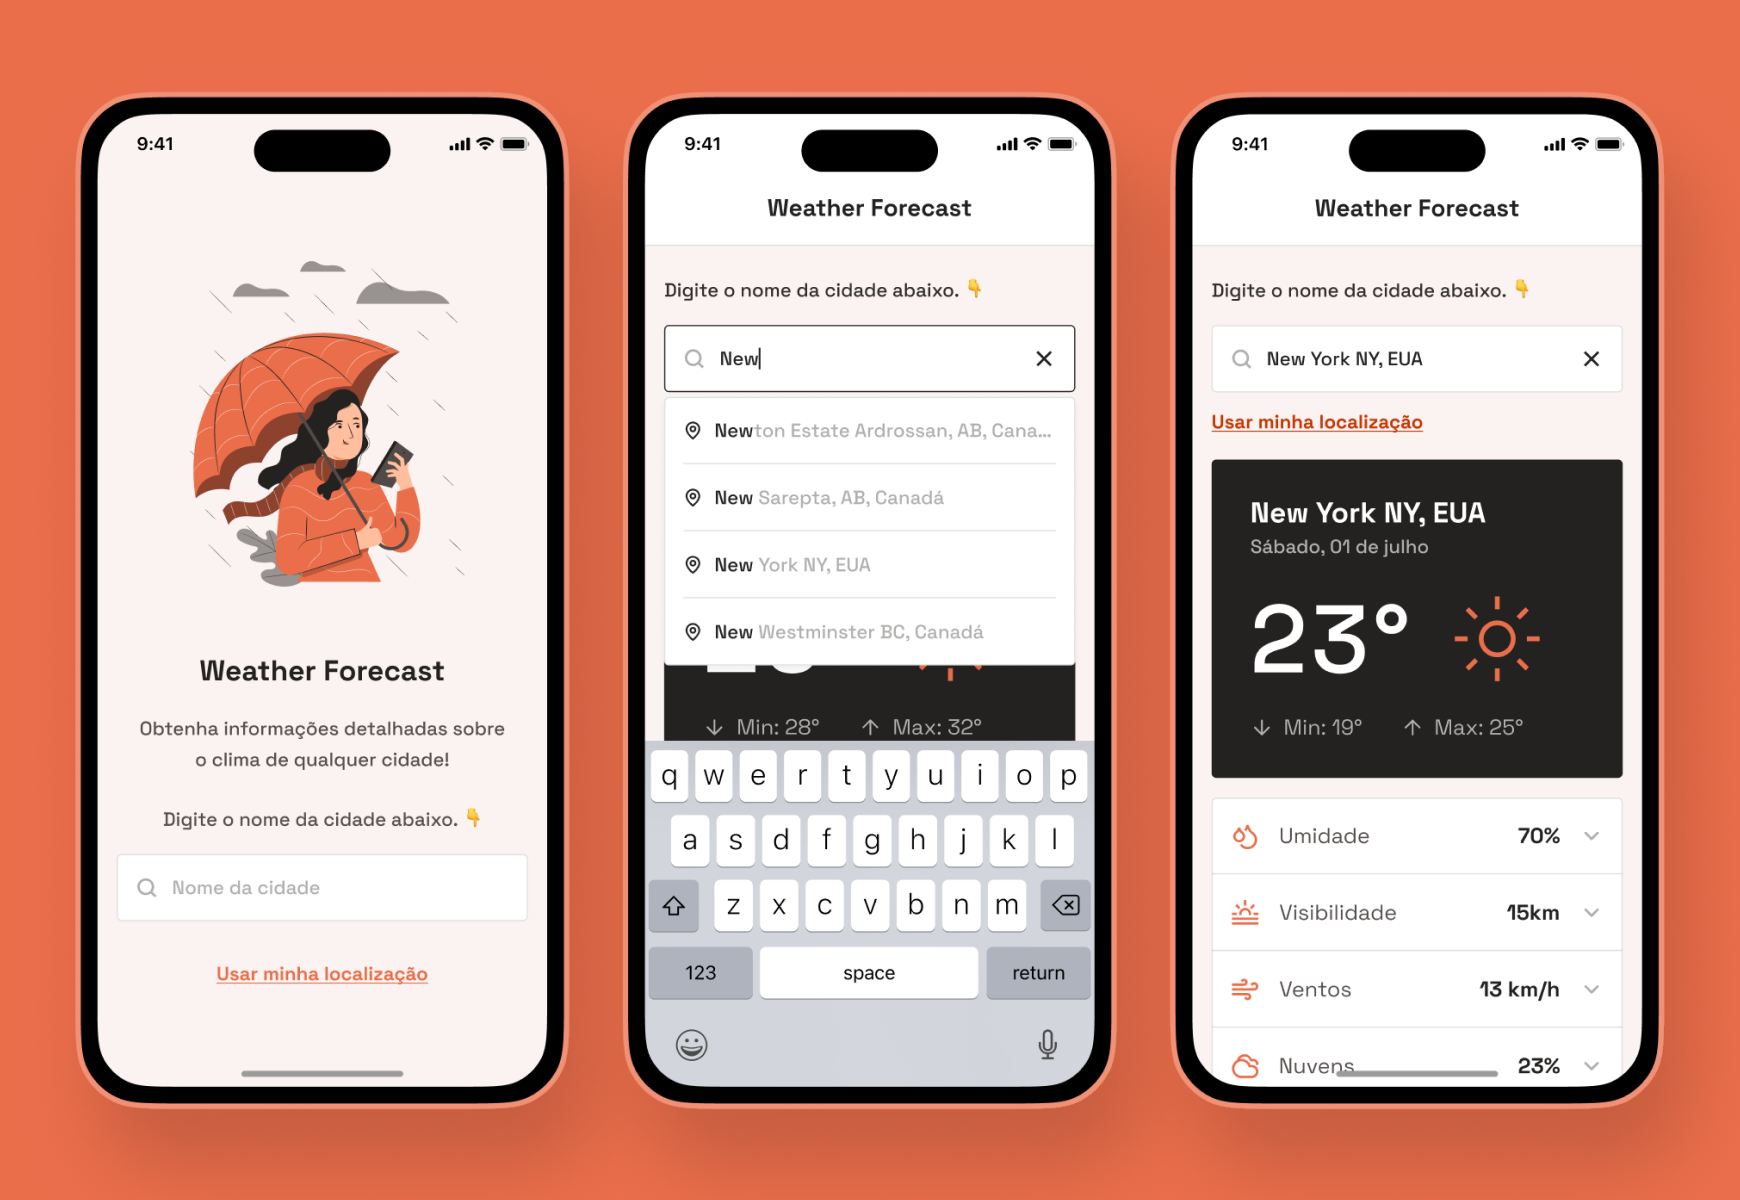 9:41
Weather Forecast
Obtenha informações detalhadas sobre
o clima de qualquer cidade!
Digite o nome da cidade abaixo. 👇
Nome da cidade
Usar minha localização
9:41
Weather Forecast
Digite o nome da cidade abaixo. 👇
New
Newton Estate Ardrossan, AB, Cana...
New Sarepta, AB, Canadá
New York NY, EUA
New Westminster BC, Canadá
Min: 28° Max: 32°
q w e r t y u i o p
a s d f g h j k l
z x c v b n m
123 space return
9:41
Weather Forecast
Digite o nome da cidade abaixo. 👇
New York NY, EUA
Usar minha localização
New York NY, EUA
Sábado, 01 de julho
23°
Min: 19° Max: 25°
Umidade 70%
Visibilidade 15km
Ventos 13 km/h
Nuvens 23%